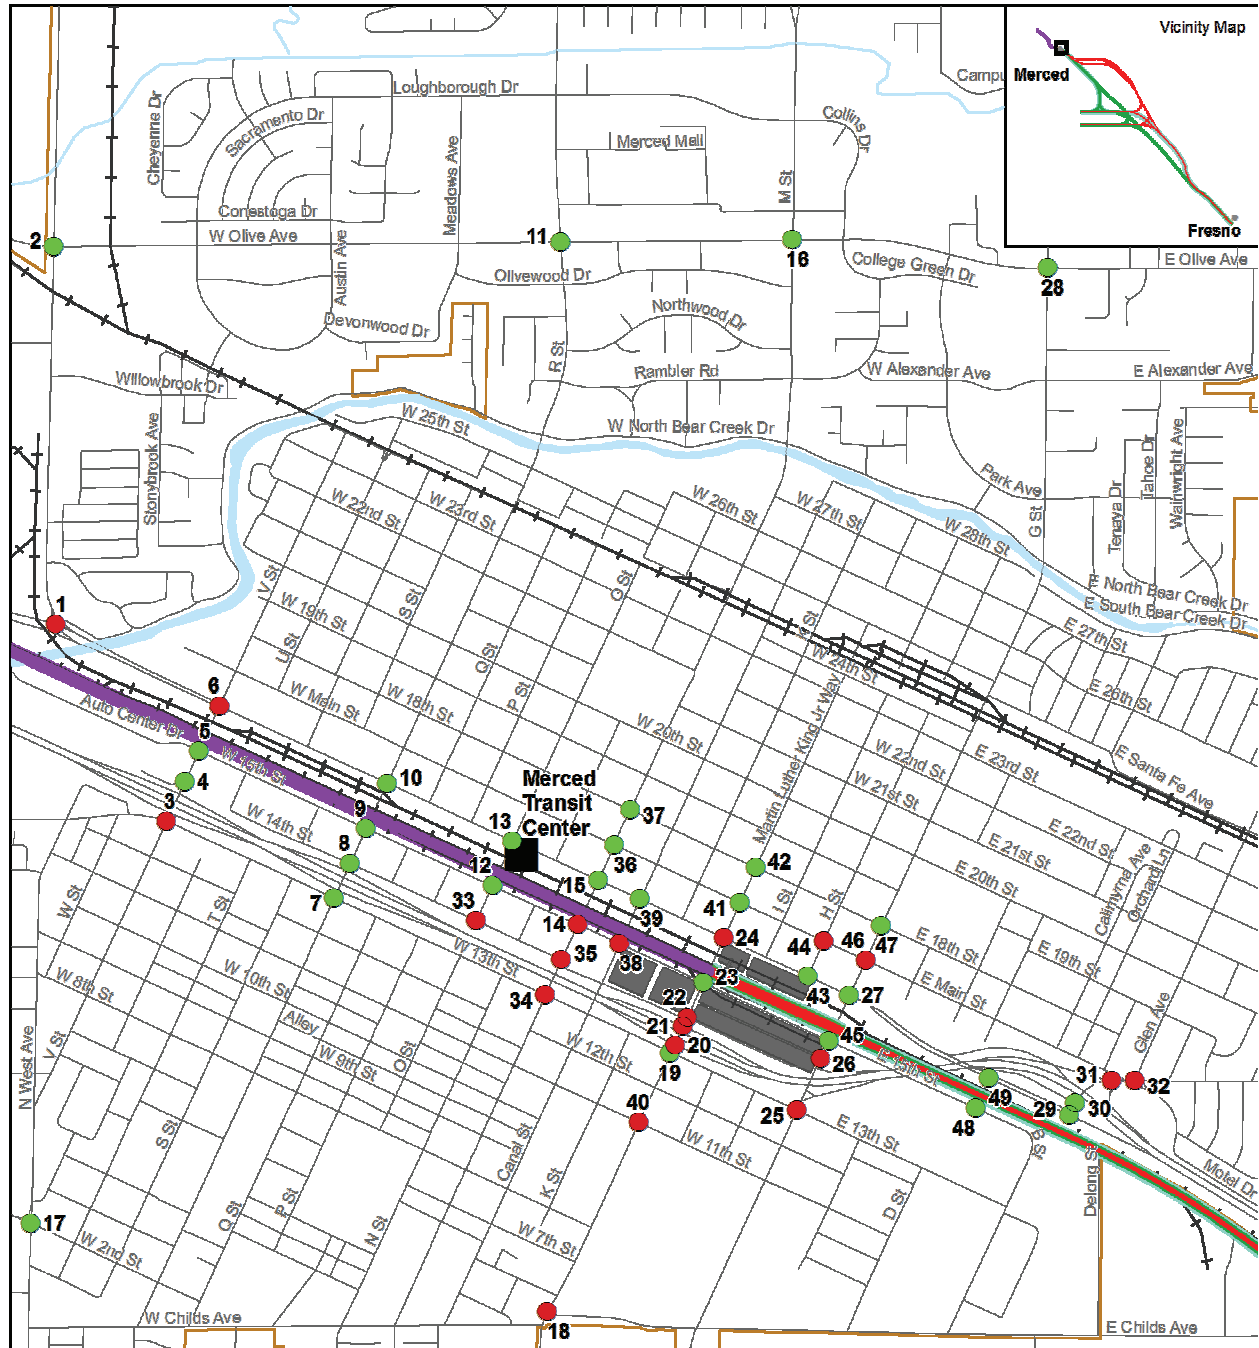 Vicinity Map
Merced
Fresno
Campu
Loughborough Dr
Cheyenne Dr
Sacramento Dr
Collins Dr
Merced Mall
Meadows Ave
M St
Conestoga Dr
W Olive Ave
2
11
16
28
E Olive Ave
Austin Ave
Olivewood Dr
College Green Dr
Northwood Dr
Devonwood Dr
R St
Rambler Rd
W Alexander Ave
E Alexander Ave
Willowbrook Dr
W 25th St
W North Bear Creek Dr
Stonybrook Ave
Park Ave
G St
Tenaya Dr
Tahoe Dr
Wainwright Ave
W 22nd St
W 23rd St
W 26th St
W 27th St
W 28th St
V St
S St
O St
E North Bear Creek Dr
E South Bear Creek Dr
1
W 19th St
E 27th St
U St
Q St
W 24th St
6
W Main St
W 18th St
P St
E 26th St
Auto Center Dr
5
W 20th St
Martin Luther King Jr Way
W 22nd St
E 23rd St
E Santa Fe Ave
W 15th St
4
10
Merced
Transit
Center
W 21st St
3
W 14th St
9
13
37
E 22nd St
8
36
E 21st St
Calimyrna Ave
Orchard Ln
12
15
42
E 20th St
7
W St
T St
33
39
41
I St
H St
14
24
44
46
47
E 18th St
E 19th St
35
38
W 13th St
W 8th St
W 10th St
34
22
23
43
27
E Main St
Alley
21
45
Glen Ave
N West Ave
V St
W 9th St
O St
W 12th St
20
19
26
E 15th St
31
32
49
29
30
40
25
48
E 13th St
S St
Canal St
W 11th St
B St
Delong St
Motel Dr
K St
D St
17
Q St
P St
N St
W 2nd St
W 7th St
W Childs Ave
18
E Childs Ave